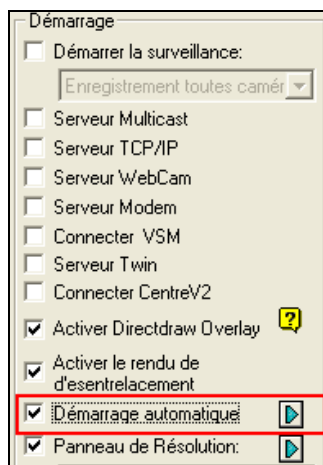 Démarrage
Démarrer la surveillance:
Enregistrement toutes camér
Serveur Multicast
Serveur TCP/IP
Serveur WebCam
Serveur Modem
Connecter VSM
Serveur Twin
Connecter CentreV2
Activer Directdraw Overlay
?
Activer le rendu de
d'esentrelacement
Démarrage automatique
Panneau de Résolution: